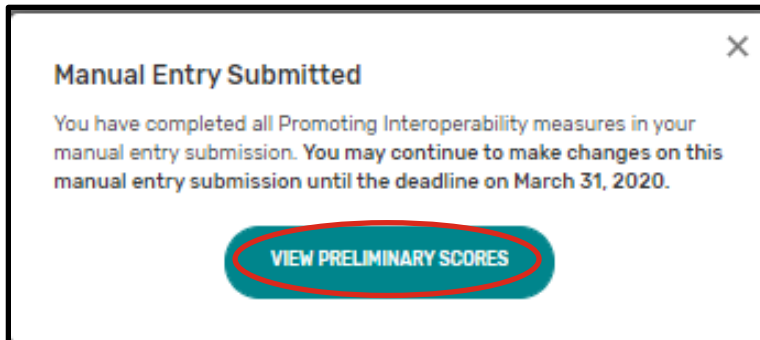 Manual Entry Submitted
You have completed all Promoting Interoperability measures in your
manual entry submission. You may continue to make changes on this
manual entry submission until the deadline on March 31, 2020.
VIEW PRELIMINARY SCORES